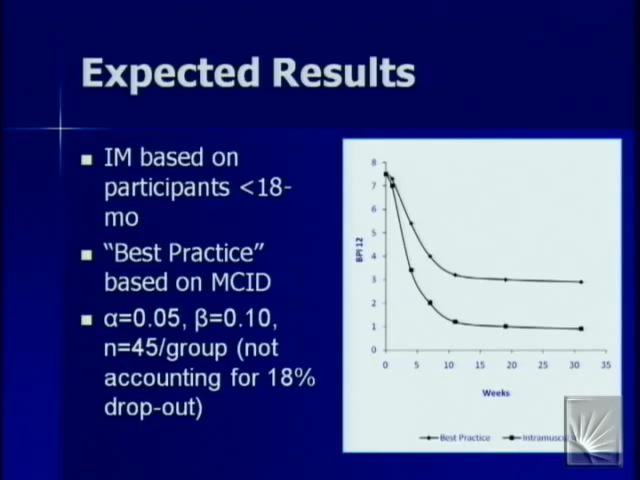 Expected Results
IM based on
participants <18-
mo
“Best Practice”
based on MCID
α=0.05, β=0.10,
n=45/group (not
accounting for 18%
drop-out)
8
7
6
5
4
3
2
1
0
BPI 12
0 5 10 15 20 25 30 35
Weeks
Best Practice